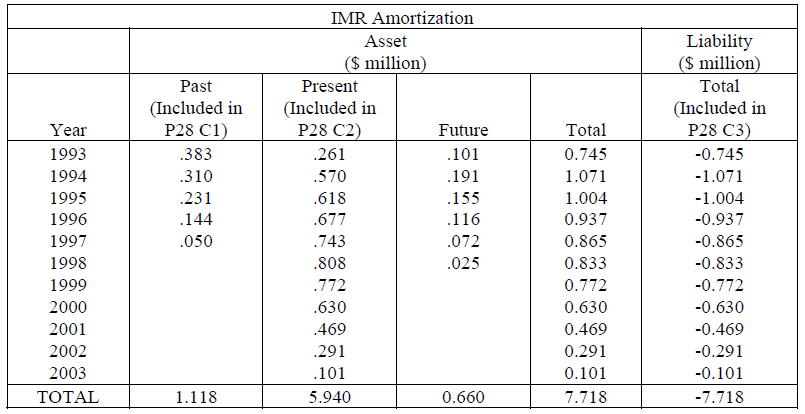 IMR Amortization
Asset Liability
($ million) ($ million)
Past Present Total
(Included in (Included in (Included in
Year P28 C1) P28 C2) Future Total P28 C3)
1993 .383 .261 .101 0.745 -0.745
1994 .310 .570 .191 1.071 -1.071
1995 .231 .618 .155 1.004 -1.004
1996 .144 .677 .116 0.937 -0.937
1997 .050 .743 .072 0.865 -0.865
1998 .808 .025 0.833 -0.833
1999 .772 0.772 -0.772
2000 .630 0.630 -0.630
2001 .469 0.469 -0.469
2002 .291 0.291 -0.291
2003 .101 0.101 -0.101
TOTAL 1.118 5.940 0.660 7.718 -7.718